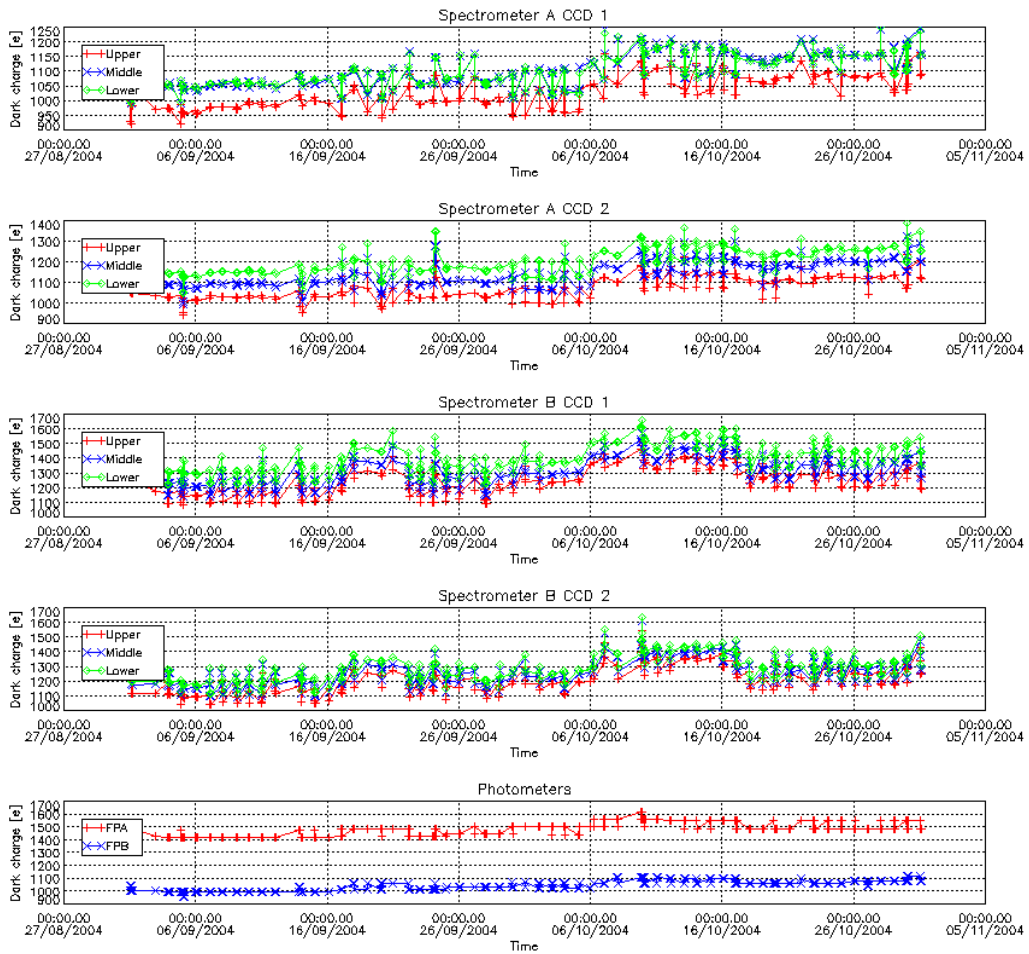 Spectrometer A CCD 1
Dark charge [e]
1250
1200
1150
1100
1050
1000
950
900
Upper
Middle
Lower
00:00.00 00:00.00 00:00.00 00:00.00 00:00.00 00:00.00 00:00.00 00:00.00
27/08/2004 06/09/2004 16/09/2004 26/09/2004 06/10/2004 16/10/2004 26/10/2004 05/11/2004
Time
Spectrometer A CCD 2
Dark charge [e]
1400
1300
1200
1100
1000
900
Upper
Middle
Lower
00:00.00 00:00.00 00:00.00 00:00.00 00:00.00 00:00.00 00:00.00 00:00.00
27/08/2004 06/09/2004 16/09/2004 26/09/2004 06/10/2004 16/10/2004 26/10/2004 05/11/2004
Time
Spectrometer B CCD 1
Dark charge [e]
1700
1600
1500
1400
1300
1200
1100
1000
Upper
Middle
Lower
00:00.00 00:00.00 00:00.00 00:00.00 00:00.00 00:00.00 00:00.00 00:00.00
27/08/2004 06/09/2004 16/09/2004 26/09/2004 06/10/2004 16/10/2004 26/10/2004 05/11/2004
Time
Spectrometer B CCD 2
Dark charge [e]
1700
1600
1500
1400
1300
1200
1100
1000
Upper
Middle
Lower
00:00.00 00:00.00 00:00.00 00:00.00 00:00.00 00:00.00 00:00.00 00:00.00
27/08/2004 06/09/2004 16/09/2004 26/09/2004 06/10/2004 16/10/2004 26/10/2004 05/11/2004
Time
Photometers
Dark charge [e]
1700
1600
1500
1400
1300
1200
1100
1000
900
FPA
FPB
00:00.00 00:00.00 00:00.00 00:00.00 00:00.00 00:00.00 00:00.00 00:00.00
27/08/2004 06/09/2004 16/09/2004 26/09/2004 06/10/2004 16/10/2004 26/10/2004 05/11/2004
Time